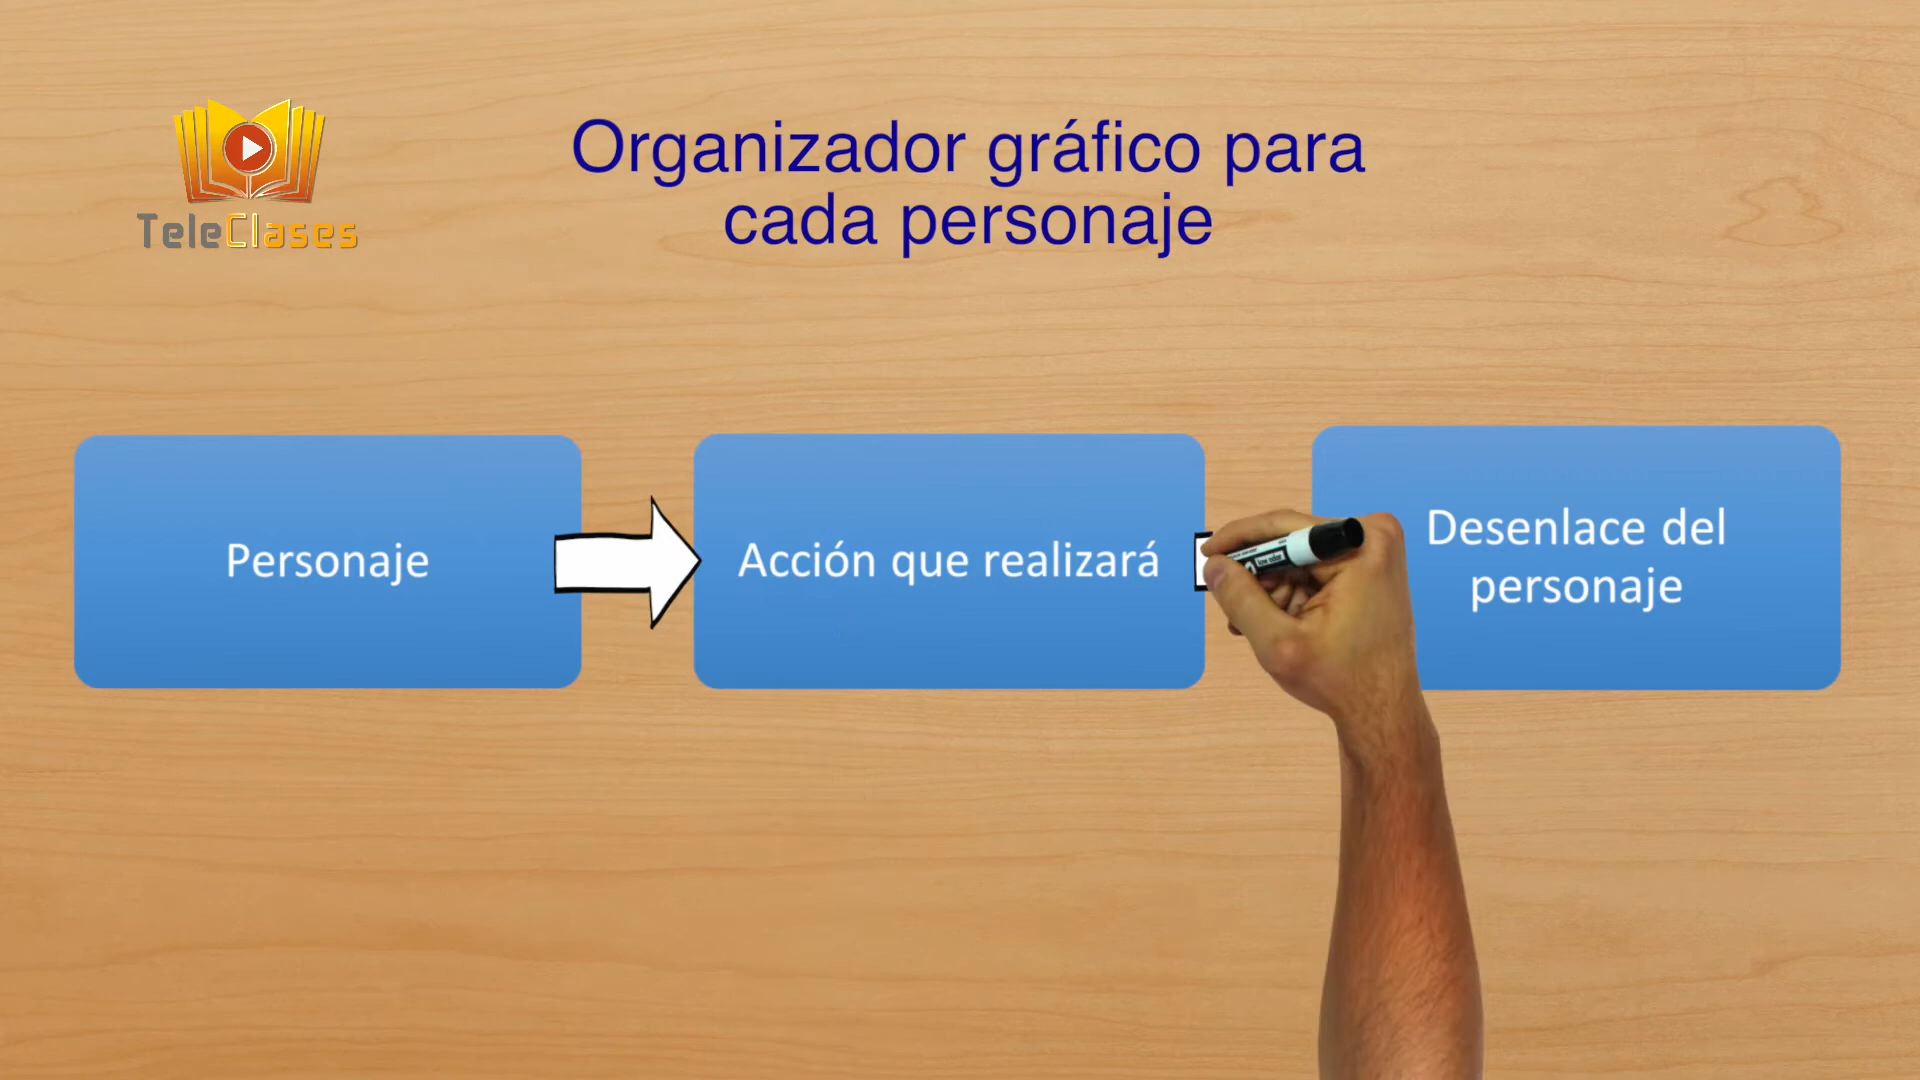 TeleClases
Organizador gráfico para
cada personaje
Personaje
Acción que realizará
Desenlace del
personaje